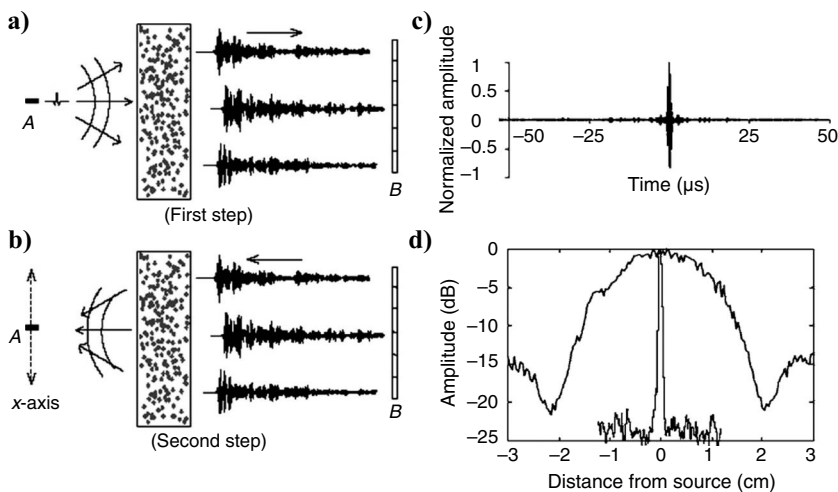 a)
A
B
(First step)
b)
A
x-axis
B
(Second step)
c)
Normalized amplitude
1
0.5
0
−0.5
−1
−50
−25
25
50
Time (µs)
d)
Amplitude (dB)
0
−5
−10
−15
−20
−25
−3
−2
−1
0
1
2
3
Distance from source (cm)